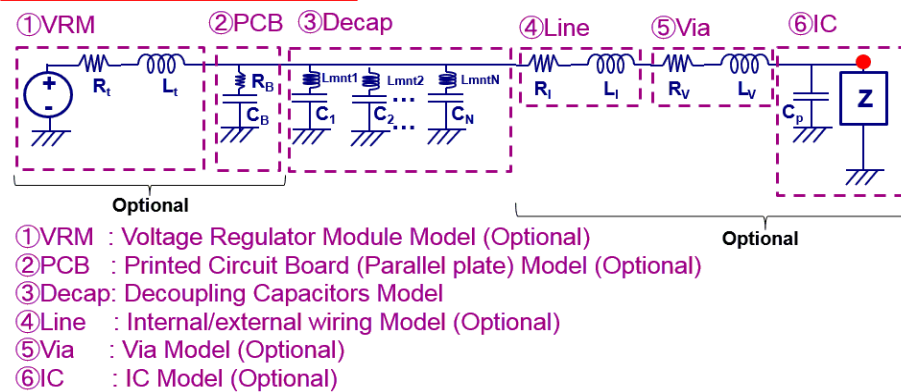 ①VRM ②PCB ③Decap ④Line ⑤Via ⑥IC
Rt Lt RB CB Lmnt1 Lmnt2 LmntN C1 C2 ... ... CN Rl Ll RV LV Cp Z
+
-
Optional
Optional
①VRM : Voltage Regulator Module Model (Optional)
②PCB : Printed Circuit Board (Parallel plate) Model (Optional)
③Decap: Decoupling Capacitors Model
④Line : Internal/external wiring Model (Optional)
⑤Via : Via Model (Optional)
⑥IC : IC Model (Optional)